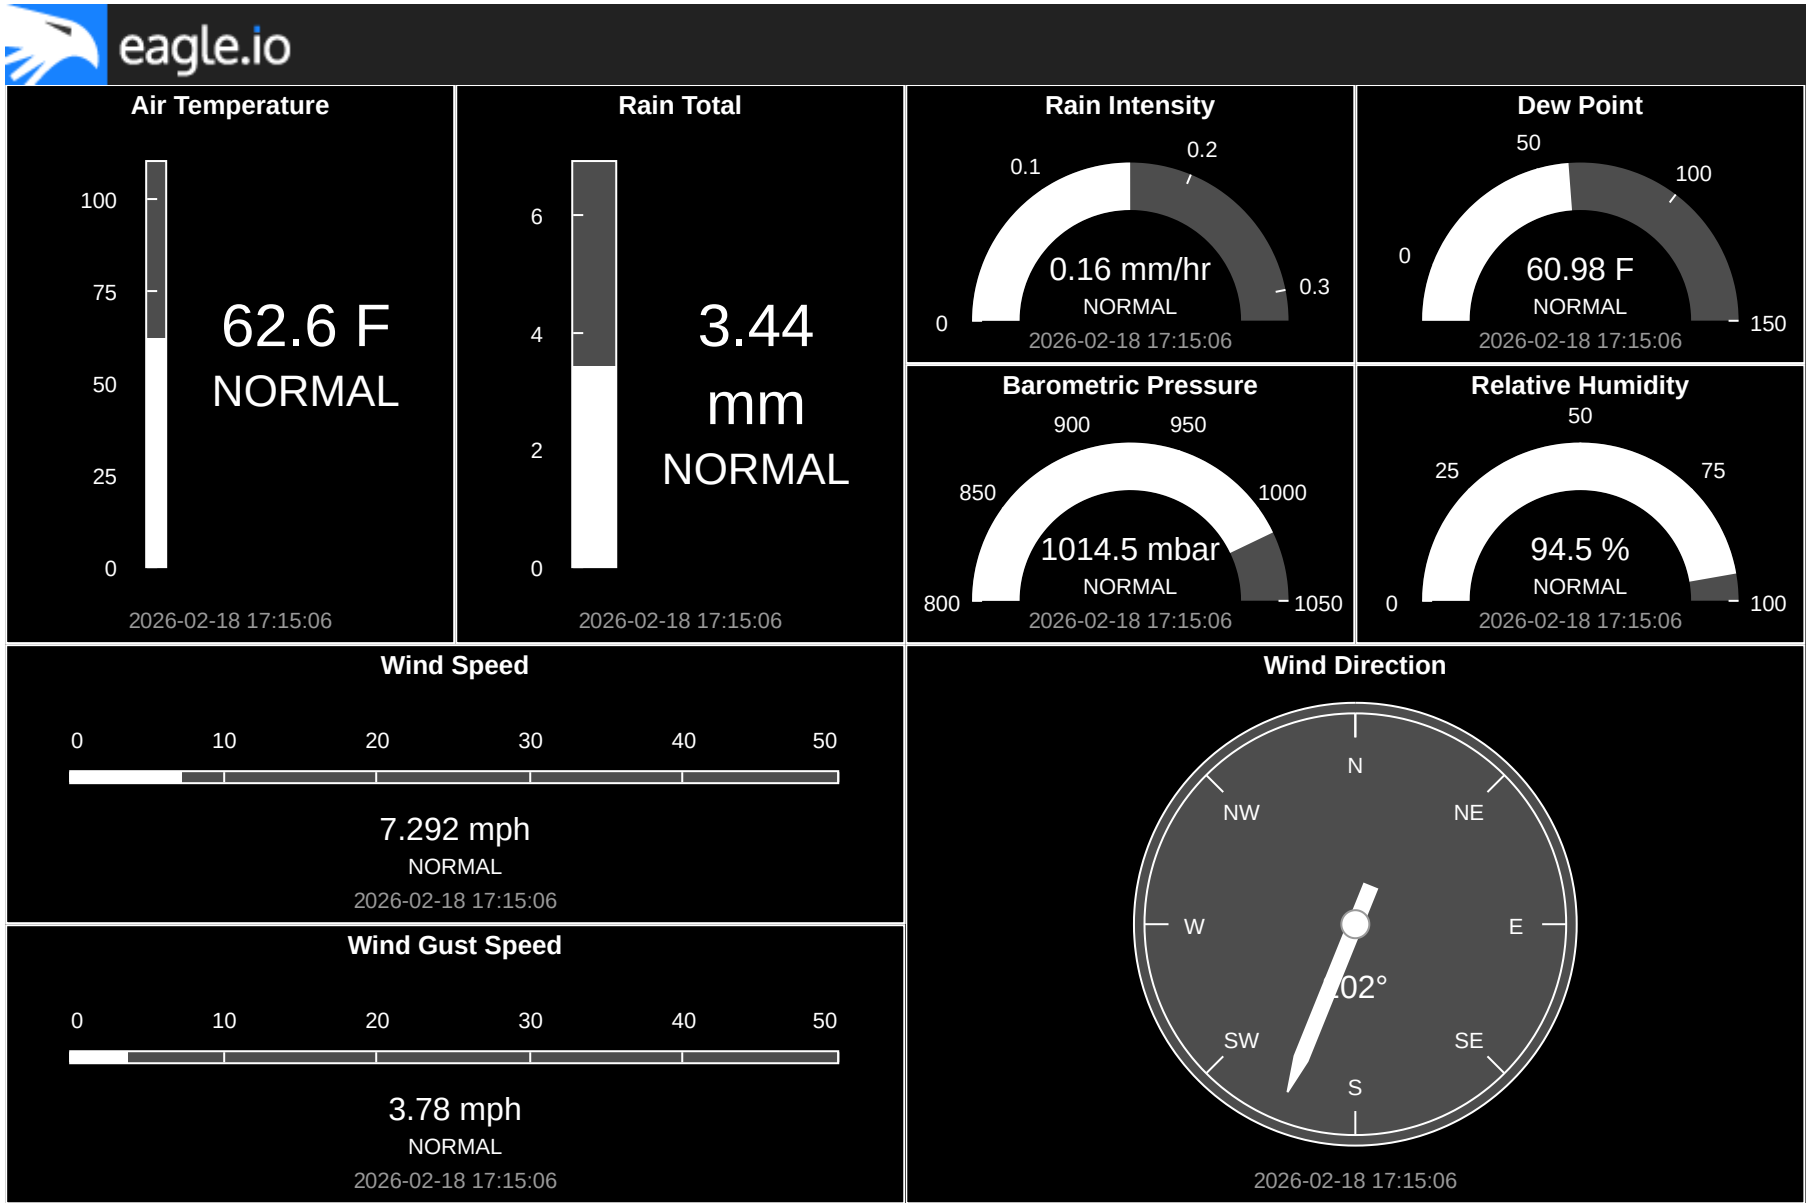 eagle.io
Air Temperature
100
75
50
25
0
62.6 F
NORMAL
2026-02-18 17:15:06
Rain Total
6
4
2
0
3.44
mm
NORMAL
2026-02-18 17:15:06
Rain Intensity
0
0.1
0.2
0.3
0.16 mm/hr
NORMAL
2026-02-18 17:15:06
Dew Point
0
50
100
150
60.98 F
NORMAL
2026-02-18 17:15:06
Barometric Pressure
800
850
900
950
1000
1050
1014.5 mbar
NORMAL
2026-02-18 17:15:06
Relative Humidity
0
25
50
75
100
94.5 %
NORMAL
2026-02-18 17:15:06
Wind Speed
0 10 20 30 40 50
7.292 mph
NORMAL
2026-02-18 17:15:06
Wind Gust Speed
0 10 20 30 40 50
3.78 mph
NORMAL
2026-02-18 17:15:06
Wind Direction
N
NW NE
W E
SW SE
S
2026-02-18 17:15:06